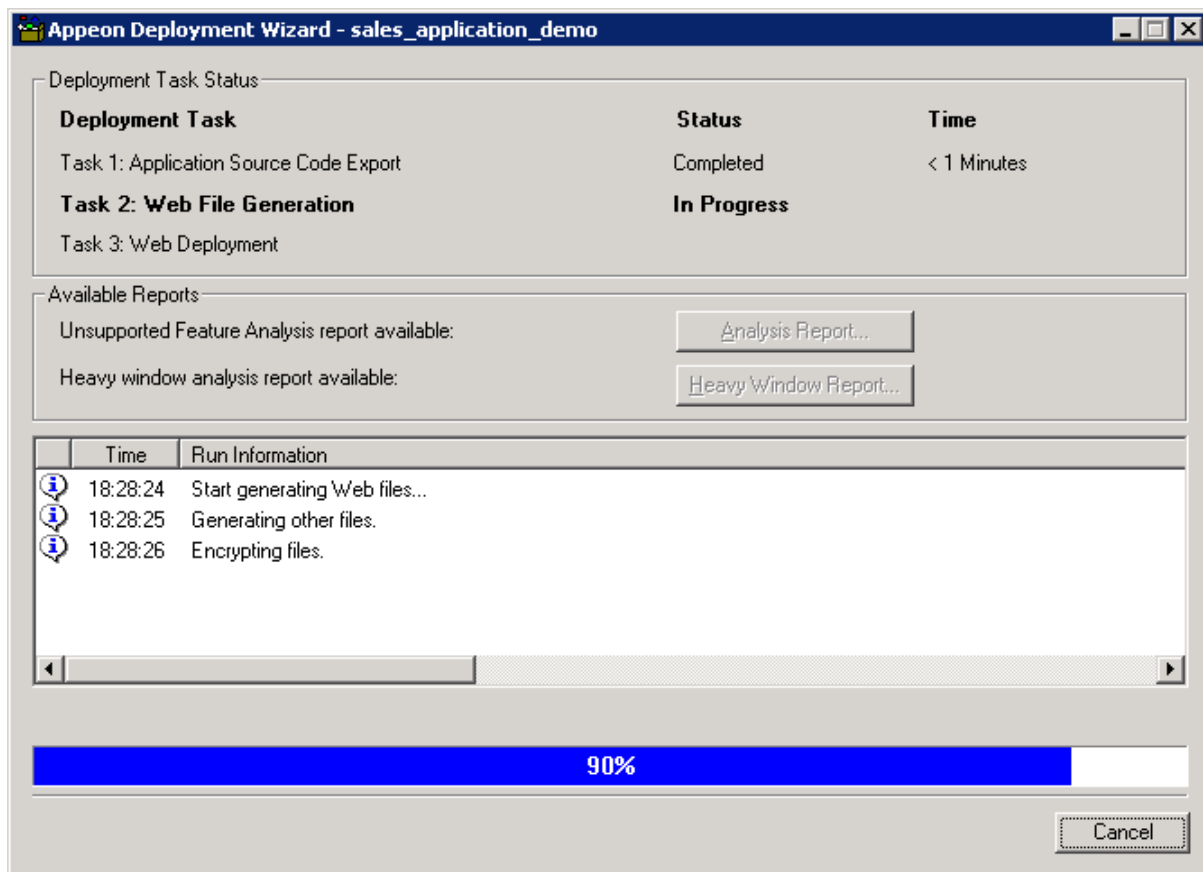 Appeon Deployment Wizard - sales_application_demo
Deployment Task Status
Deployment Task Status Time
Task 1: Application Source Code Export Completed < 1 Minutes
Task 2: Web File Generation In Progress
Task 3: Web Deployment
Available Reports
Unsupported Feature Analysis report available: Analysis Report...
Heavy window analysis report available: Heavy Window Report...
Time Run Information
18:28:24 Start generating Web files...
18:28:25 Generating other files.
18:28:26 Encrypting files.
90%
Cancel